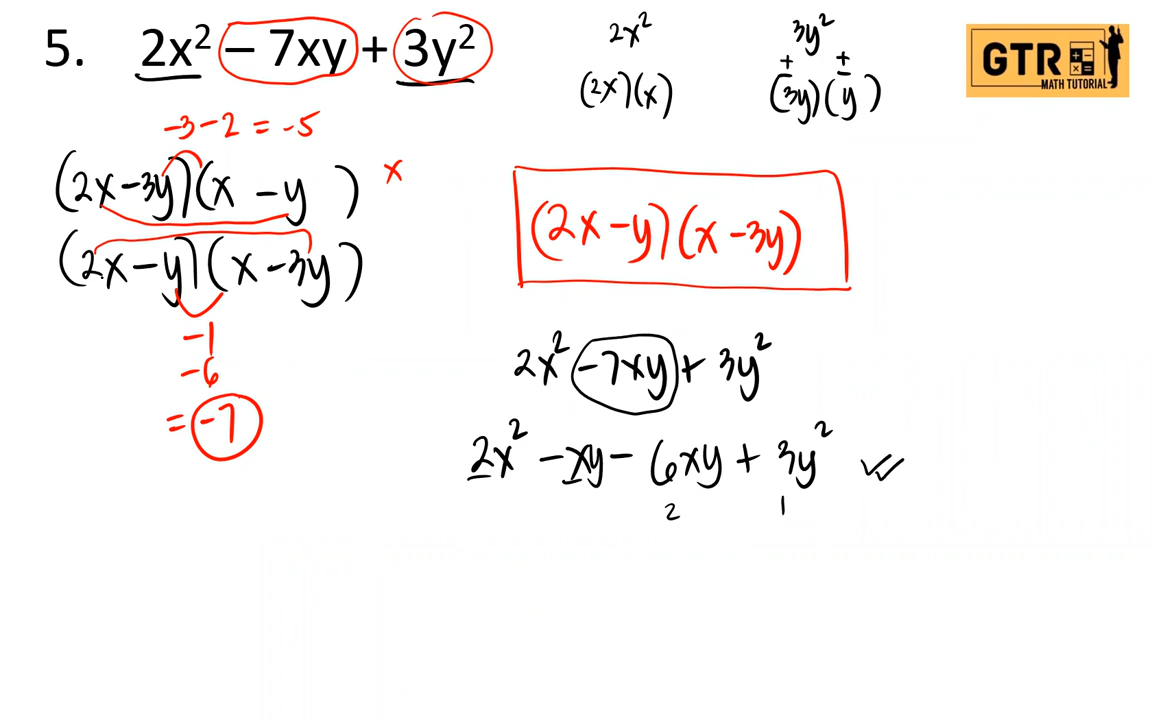 5. 2x² − 7xy + 3y²
2x² 3y²
(2x)(x) (3y)(y)
+ +
− −
GTR
MATH TUTORIAL
-3 -2 = -5
(2x -3y)(x - y) x
(2x - y)(x - 3y)
-1
-6
= -7
(2x - y)(x - 3y)
2x² - 7xy + 3y²
2x² - xy - 6xy + 3y² ✓✓
2 1